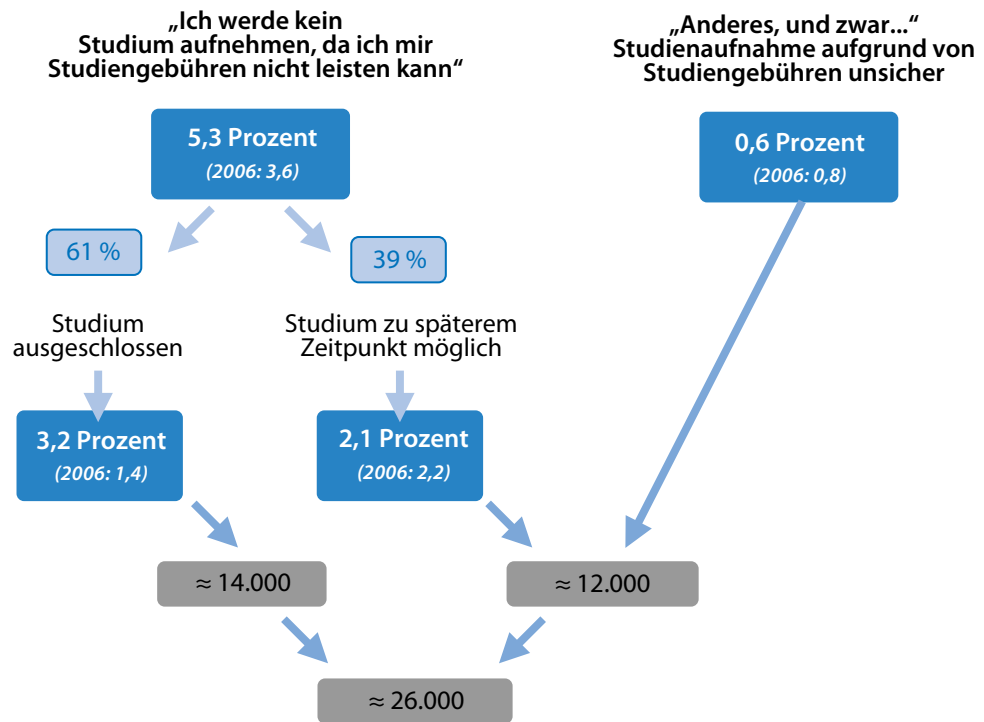 „Ich werde kein
Studium aufnehmen, da ich mir
Studiengebühren nicht leisten kann“
„Anderes, und zwar...“
Studienaufnahme aufgrund von
Studiengebühren unsicher
5,3 Prozent
(2006: 3,6)
0,6 Prozent
(2006: 0,8)
61 %
39 %
Studium
ausgeschlossen
Studium zu späterem
Zeitpunkt möglich
3,2 Prozent
(2006: 1,4)
2,1 Prozent
(2006: 2,2)
≈ 14.000
≈ 12.000
≈ 26.000